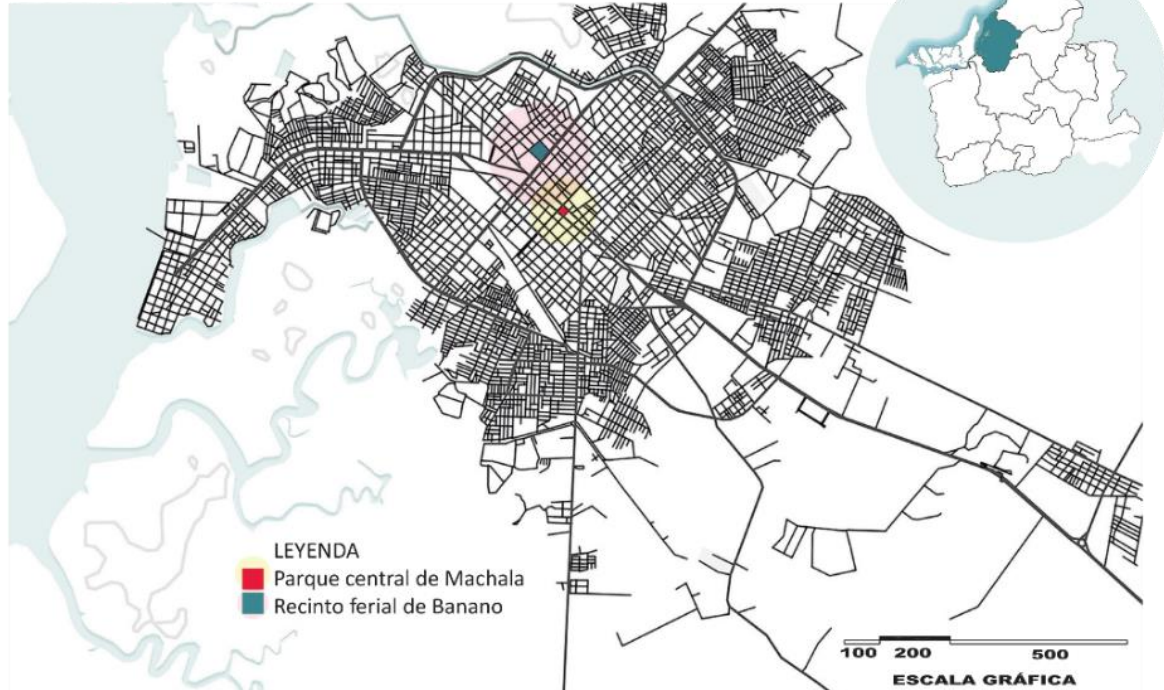 LEYENDA
Parque central de Machala
Recinto ferial de Banano
100 200 500
ESCALA GRÁFICA